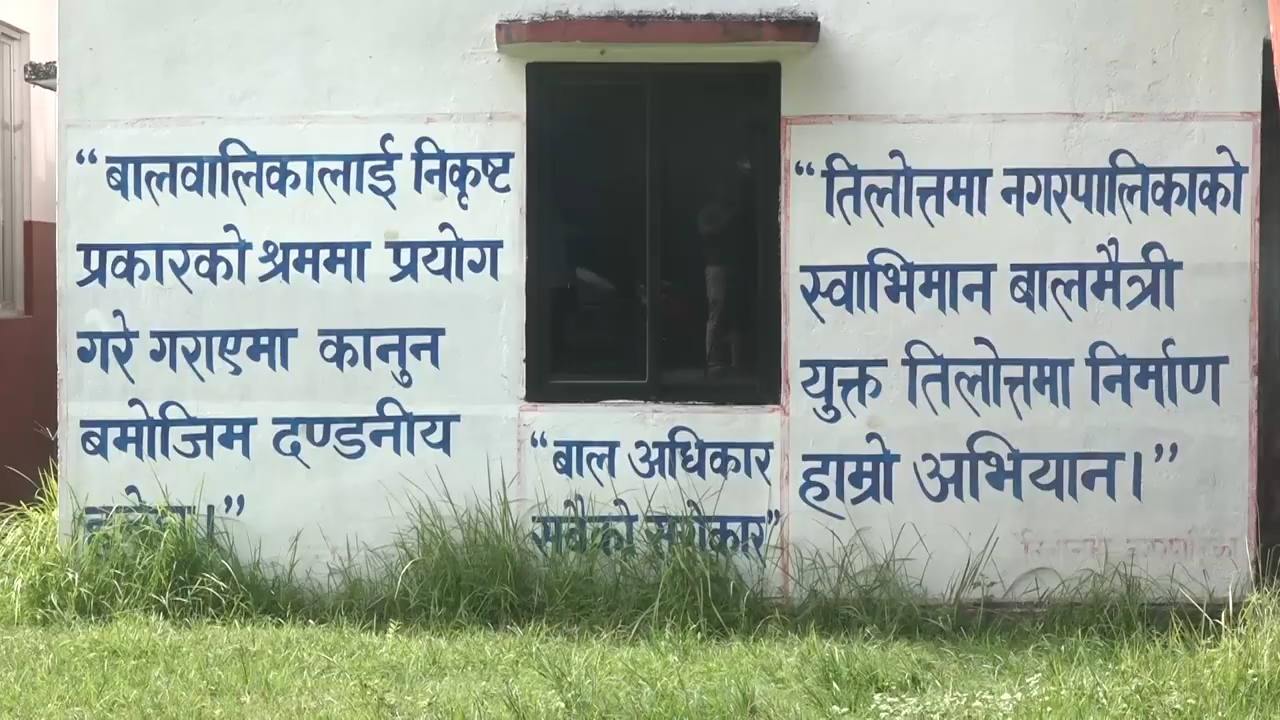 “बालवालिकालाई निकृष्ट
प्रकारको श्रममा प्रयोग
गरे गराएमा कानुन
बमोजिम दण्डनीय
।”
“बाल अधिकार
सबैको सरोकार”
“तिलोत्तमा नगरपालिकाको
स्वाभिमान बालमैत्री
युक्त तिलोत्तमा निर्माण
हाम्रो अभियान।”